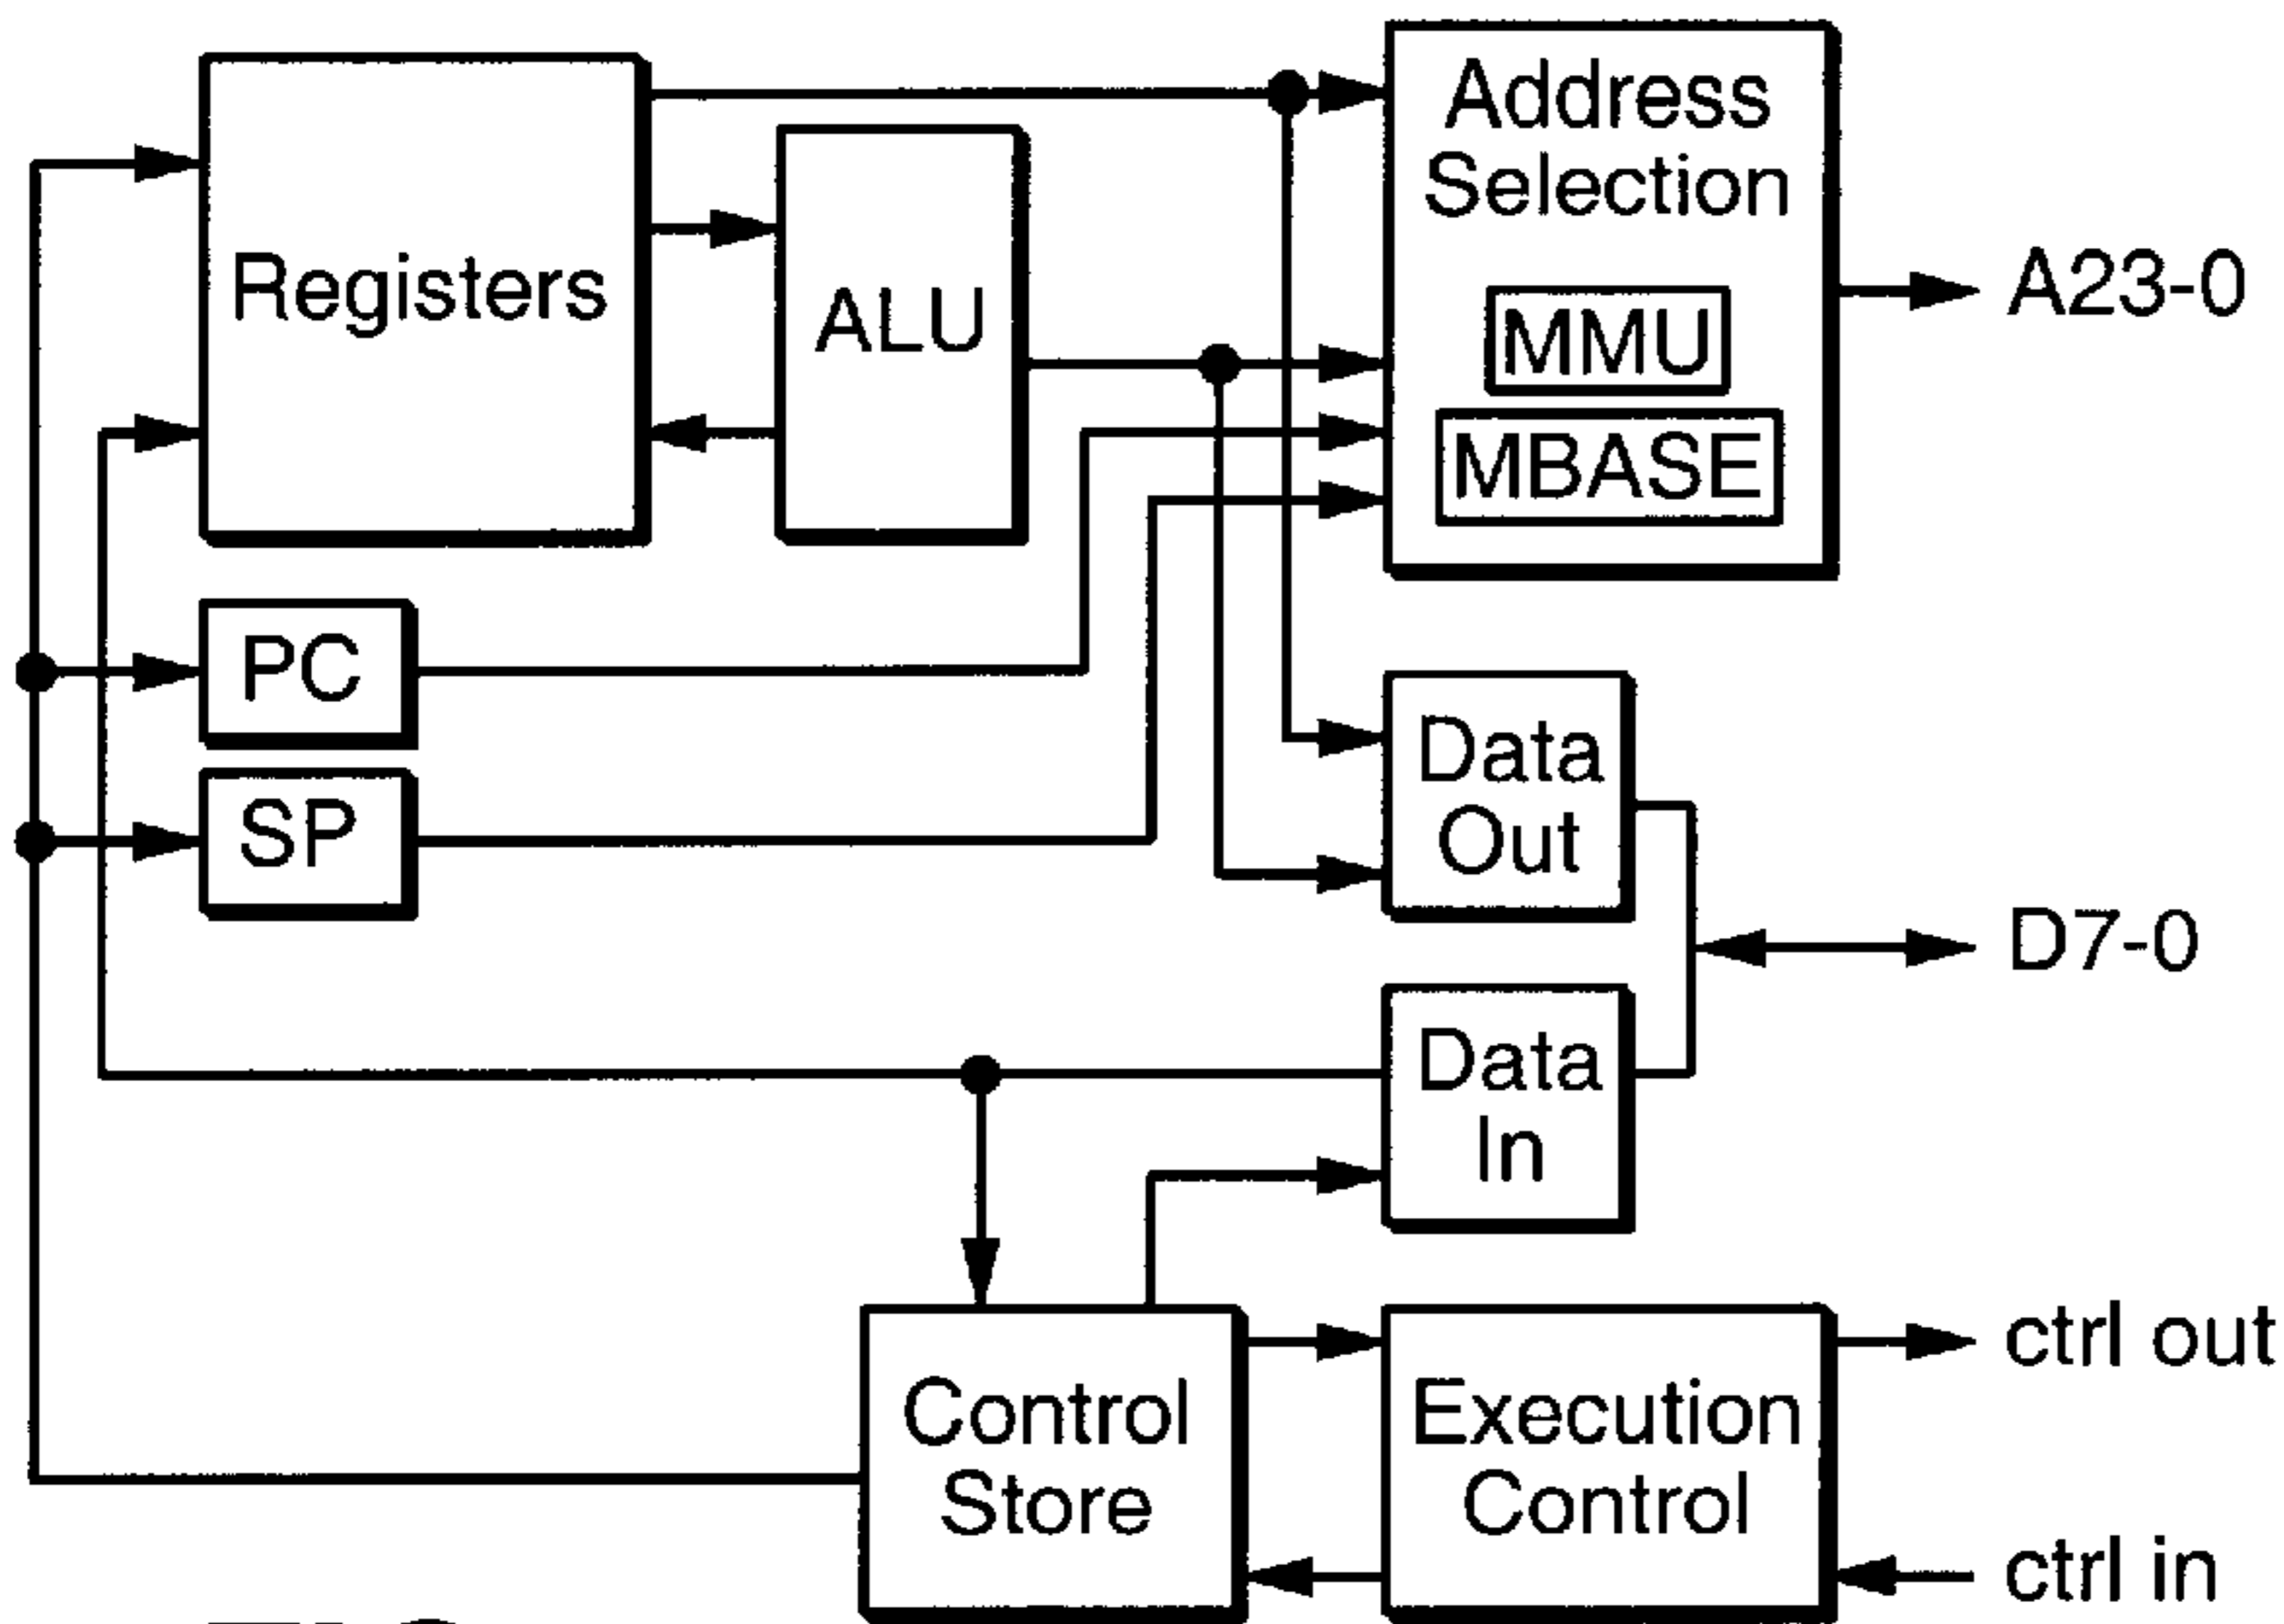 Registers
ALU
Address
Selection
MMU
MBASE
A23-0
PC
SP
Data
Out
D7-0
Data
In
Control
Store
Execution
Control
ctrl out
ctrl in